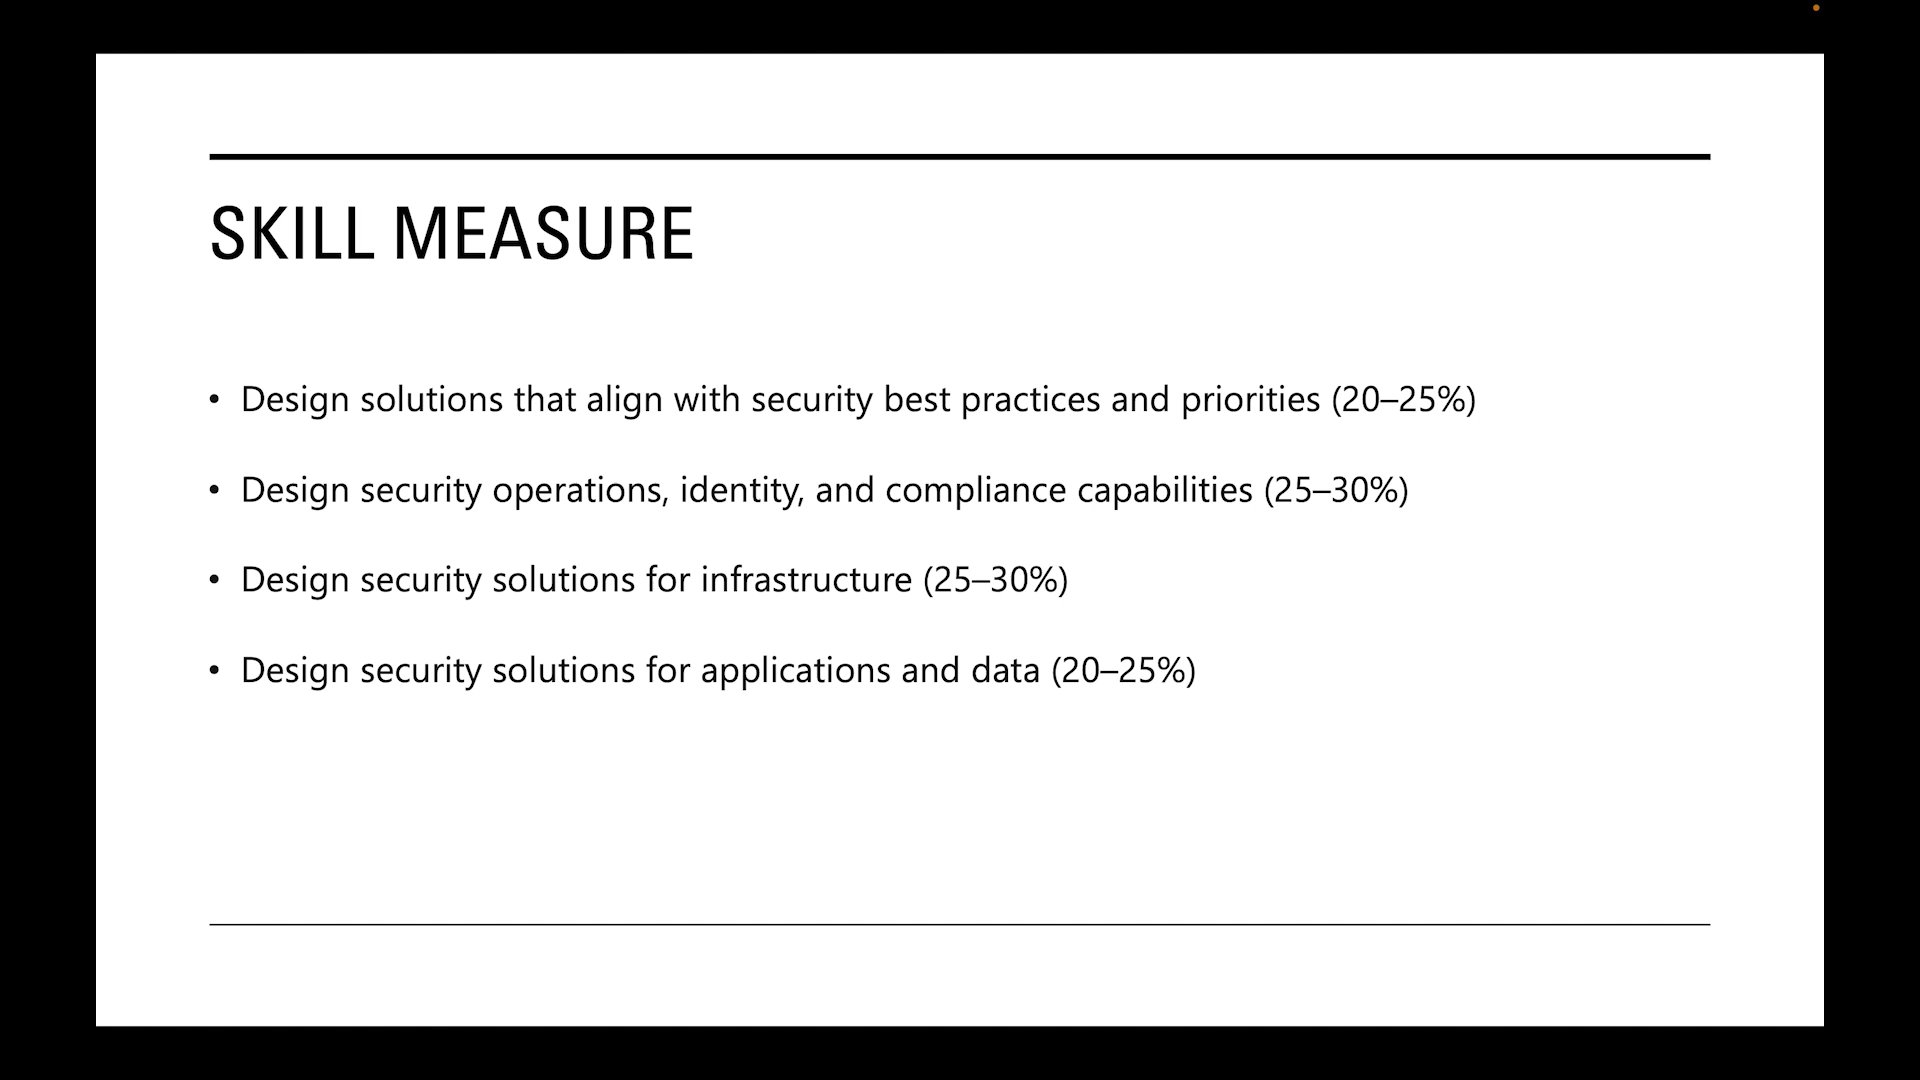 SKILL MEASURE
• Design solutions that align with security best practices and priorities (20–25%)
• Design security operations, identity, and compliance capabilities (25–30%)
• Design security solutions for infrastructure (25–30%)
• Design security solutions for applications and data (20–25%)